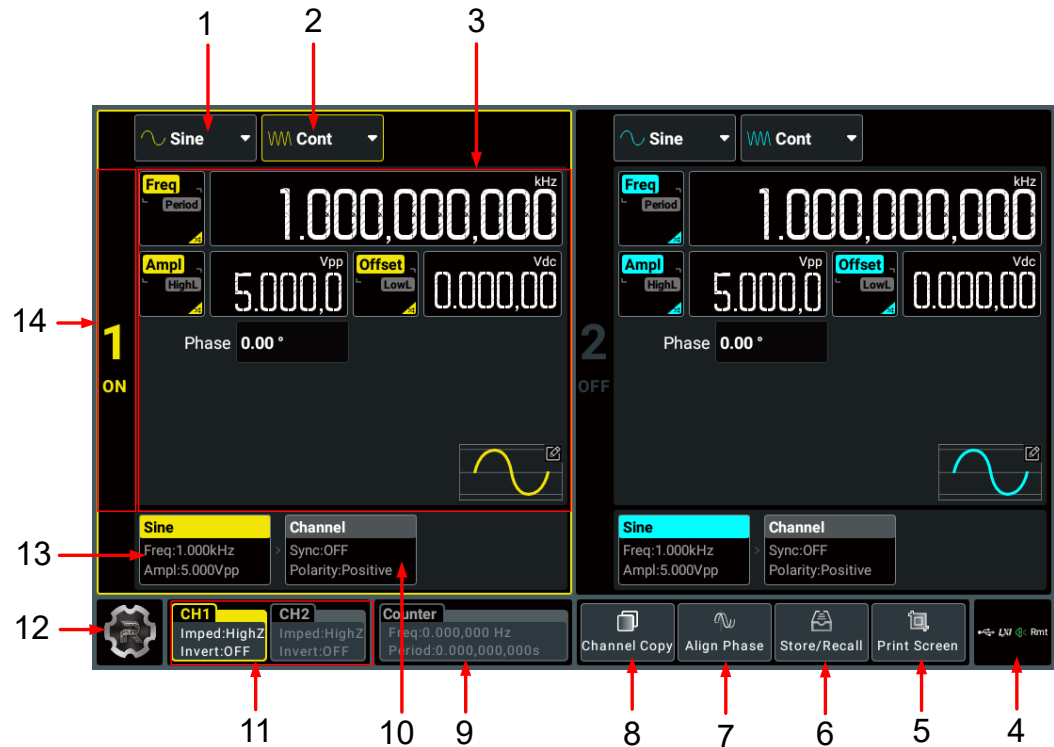 1 2 3
Sine Cont
Freq Period 1.000,000,000 kHz
Ampl HighL 5.000,0 Vpp Offset LowL 0.000,00 Vdc
14
1
ON
Phase 0.00 °
Sine Channel
Freq:1.000kHz Sync:OFF
Ampl:5.000Vpp Polarity:Positive
13
Sine Cont
Freq Period 1.000,000,000 kHz
Ampl HighL 5.000,0 Vpp Offset LowL 0.000,00 Vdc
2
OFF
Phase 0.00 °
Sine Channel
Freq:1.000kHz Sync:OFF
Ampl:5.000Vpp Polarity:Positive
12
R
CH1 CH2 Counter
Imped:HighZ Imped:HighZ Freq:0.000,000 Hz
Invert:OFF Invert:OFF Period:0.000,000,000s
Channel Copy Align Phase Store/Recall Print Screen
LXI Rmt
11 10 9 8 7 6 5 4